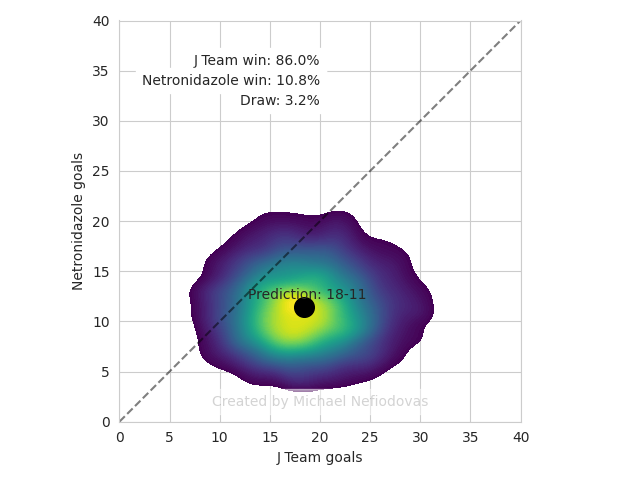 J Team win: 86.0%
Netronidazole win: 10.8%
Draw: 3.2%
Netronidazole goals
40
35
30
25
20
15
10
5
0
Prediction: 18-11
Created by Michael Nefiodovas
0 5 10 15 20 25 30 35 40
J Team goals